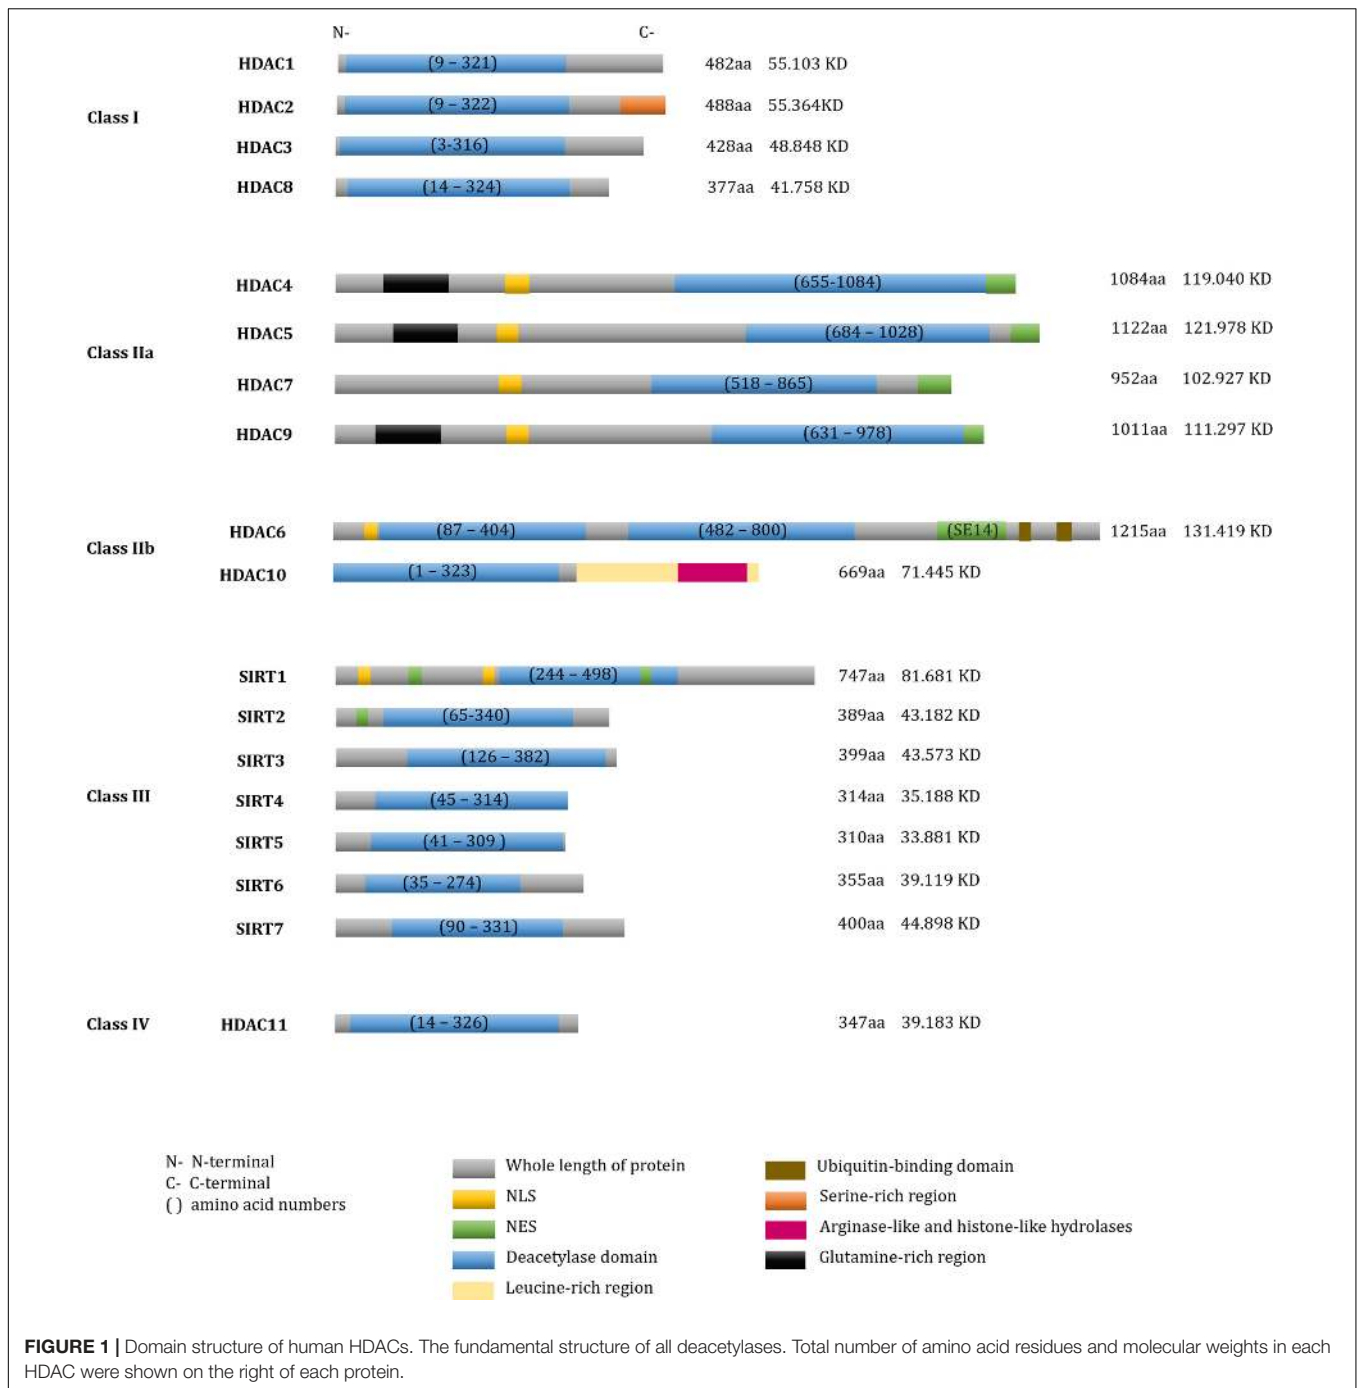 N- C-
HDAC1 (9 – 321) 482aa 55.103 KD
Class I
HDAC2 (9 – 322) 488aa 55.364KD
HDAC3 (3-316) 428aa 48.848 KD
HDAC8 (14 – 324) 377aa 41.758 KD
Class IIa
HDAC4 (655-1084) 1084aa 119.040 KD
HDAC5 (684 – 1028) 1122aa 121.978 KD
HDAC7 (518 – 865) 952aa 102.927 KD
HDAC9 (631 – 978) 1011aa 111.297 KD
Class IIb
HDAC6 (87 – 404) (482 – 800) (SE14) 1215aa 131.419 KD
HDAC10 (1 – 323) 669aa 71.445 KD
Class III
SIRT1 (244 – 498) 747aa 81.681 KD
SIRT2 (65-340) 389aa 43.182 KD
SIRT3 (126 – 382) 399aa 43.573 KD
SIRT4 (45 – 314) 314aa 35.188 KD
SIRT5 (41 – 309 ) 310aa 33.881 KD
SIRT6 (35 – 274) 355aa 39.119 KD
SIRT7 (90 – 331) 400aa 44.898 KD
Class IV HDAC11 (14 – 326) 347aa 39.183 KD
N- N-terminal
C- C-terminal
( ) amino acid numbers
Whole length of protein
NLS
NES
Deacetylase domain
Leucine-rich region
Ubiquitin-binding domain
Serine-rich region
Arginase-like and histone-like hydrolases
Glutamine-rich region
FIGURE 1 | Domain structure of human HDACs. The fundamental structure of all deacetylases. Total number of amino acid residues and molecular weights in each
HDAC were shown on the right of each protein.